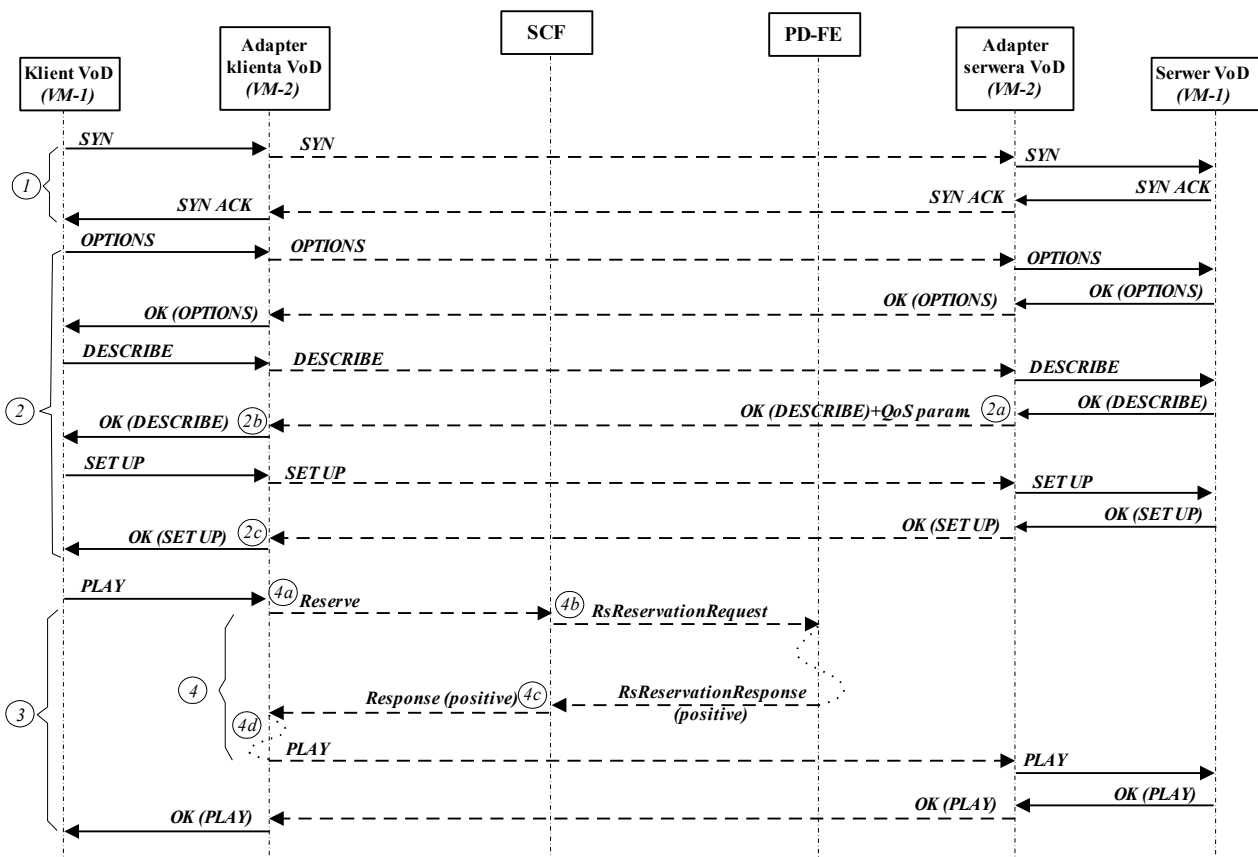 SCF
PD-FE
Adapter
klienta VoD
(VM-2)
Adapter
serwera VoD
(VM-2)
Klient VoD
(VM-1)
Serwer VoD
(VM-1)
SYN
SYN
SYN
1
SYN ACK
SYN ACK
SYN ACK
OPTIONS
OPTIONS
OPTIONS
OK (OPTIONS)
OK (OPTIONS)
OK (OPTIONS)
DESCRIBE
DESCRIBE
DESCRIBE
2
OK (DESCRIBE)
OK (DESCRIBE)+QoS param. 2a
OK (DESCRIBE) 2b
SET UP
SET UP
SET UP
OK (SET UP)
OK (SET UP)
OK (SET UP) 2c
PLAY
4a Reserve
4b RsReservationRequest
4
3
RsReservationResponse
(positive)
Response (positive) 4c
4d
PLAY
PLAY
OK (PLAY)
OK (PLAY)
OK (PLAY)